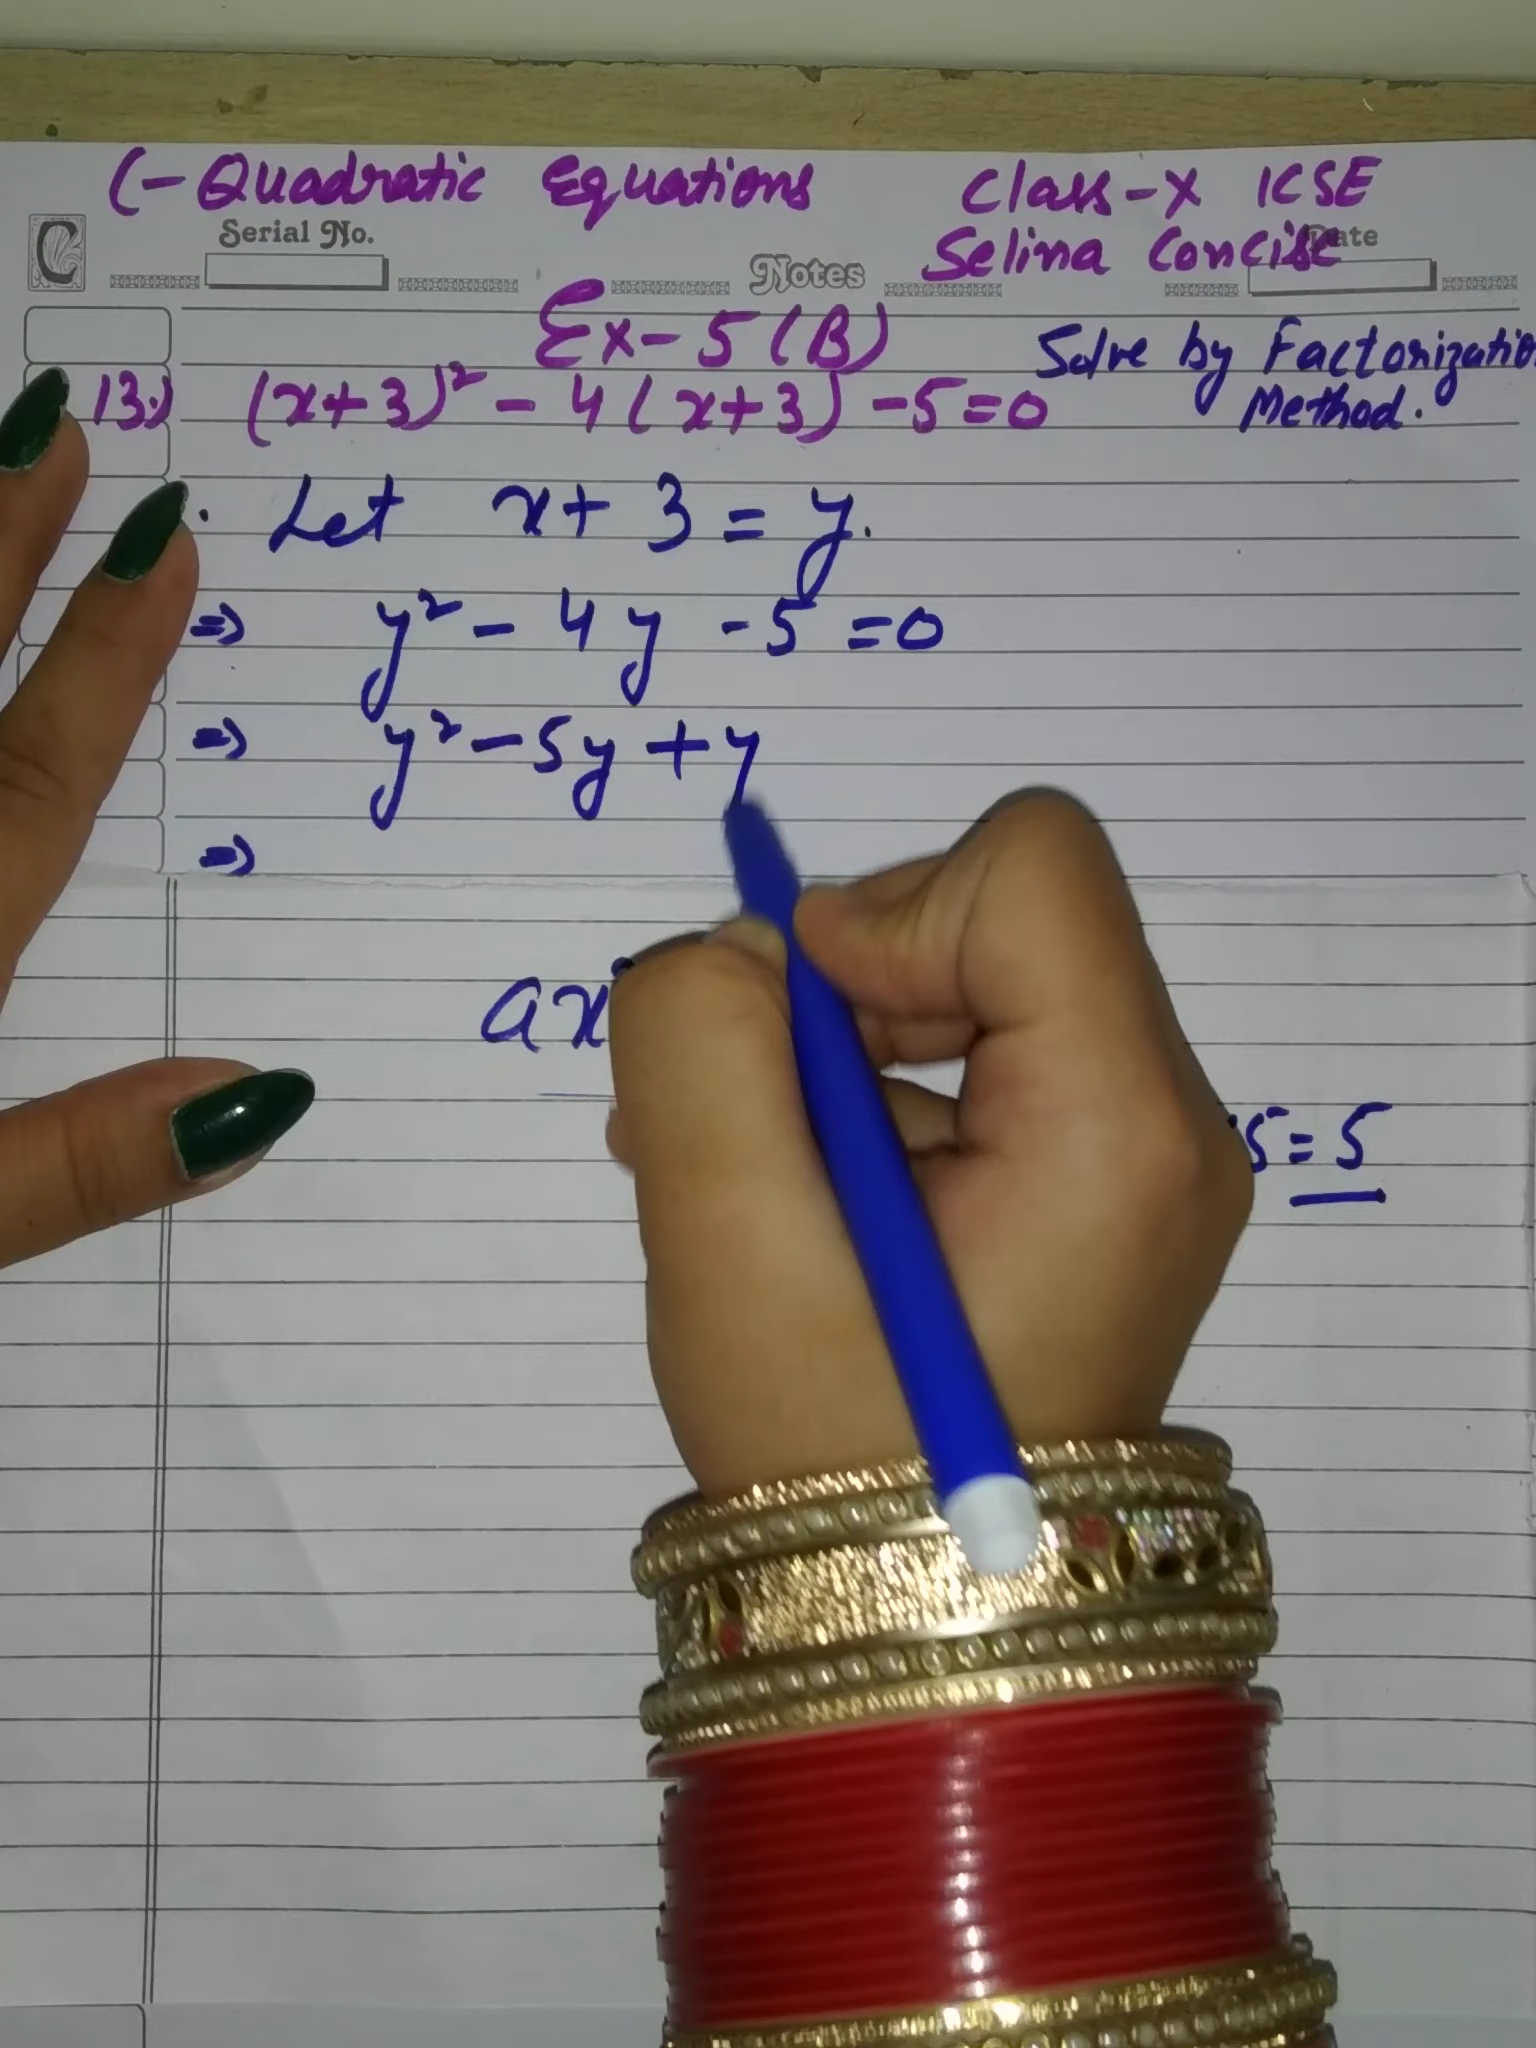 (- Quadratic Equations Class-X ICSE
C Serial No. Notes Selina Concise Date
Ex-5(B)
Solve by Factorization
13.) (x+3)² - 4(x+3) -5=0 Method.
. Let x+3 = y.
⇒ y² - 4y - 5 = 0
⇒ y² - 5y + y
⇒
ax
5 = 5